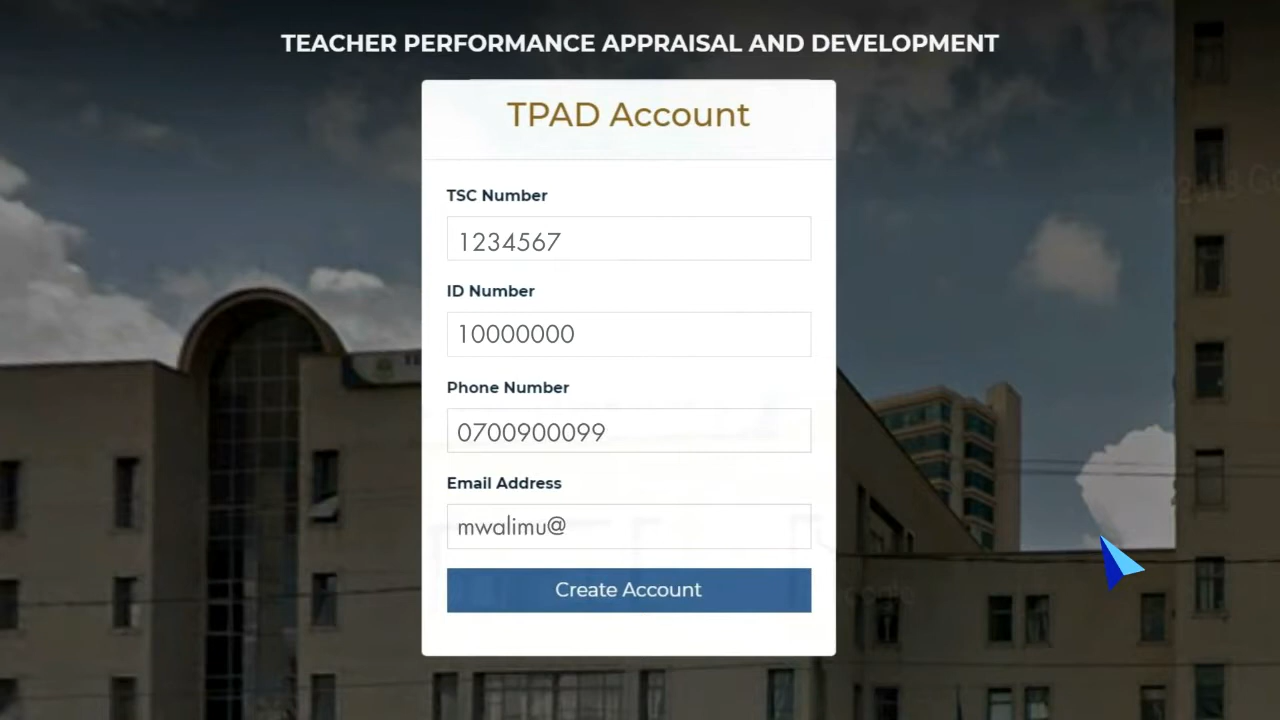 TEACHER PERFORMANCE APPRAISAL AND DEVELOPMENT
TPAD Account
TSC Number
1234567
ID Number
10000000
Phone Number
0700900099
Email Address
mwalimu@
Create Account